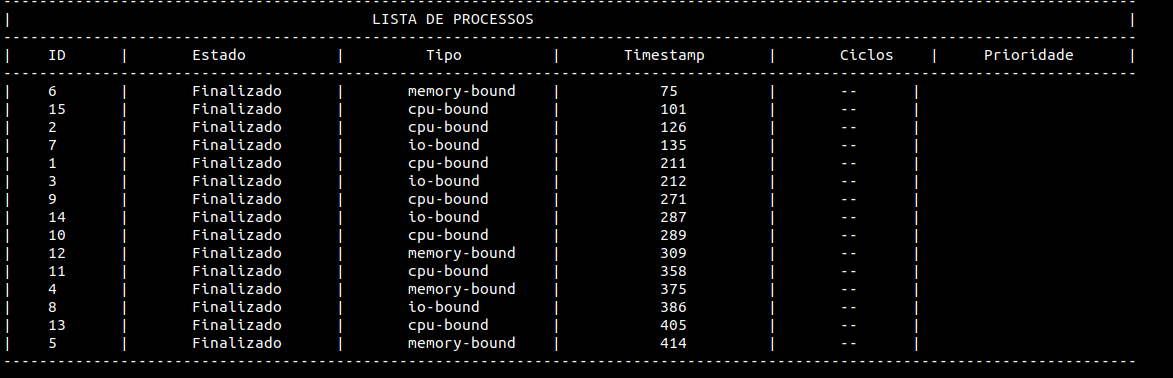 -----------------------------------------------------------------------------------------------------------------------------
| LISTA DE PROCESSOS |
-----------------------------------------------------------------------------------------------------------------------------
| ID | Estado | Tipo | Timestamp | Ciclos | Prioridade |
-----------------------------------------------------------------------------------------------------------------------------
| 6 | Finalizado | memory-bound | 75 | -- |
| 15 | Finalizado | cpu-bound | 101 | -- |
| 2 | Finalizado | cpu-bound | 126 | -- |
| 7 | Finalizado | io-bound | 135 | -- |
| 1 | Finalizado | cpu-bound | 211 | -- |
| 3 | Finalizado | io-bound | 212 | -- |
| 9 | Finalizado | cpu-bound | 271 | -- |
| 14 | Finalizado | io-bound | 287 | -- |
| 10 | Finalizado | cpu-bound | 289 | -- |
| 12 | Finalizado | memory-bound | 309 | -- |
| 11 | Finalizado | cpu-bound | 358 | -- |
| 4 | Finalizado | memory-bound | 375 | -- |
| 8 | Finalizado | io-bound | 386 | -- |
| 13 | Finalizado | cpu-bound | 405 | -- |
| 5 | Finalizado | memory-bound | 414 | -- |
-----------------------------------------------------------------------------------------------------------------------------